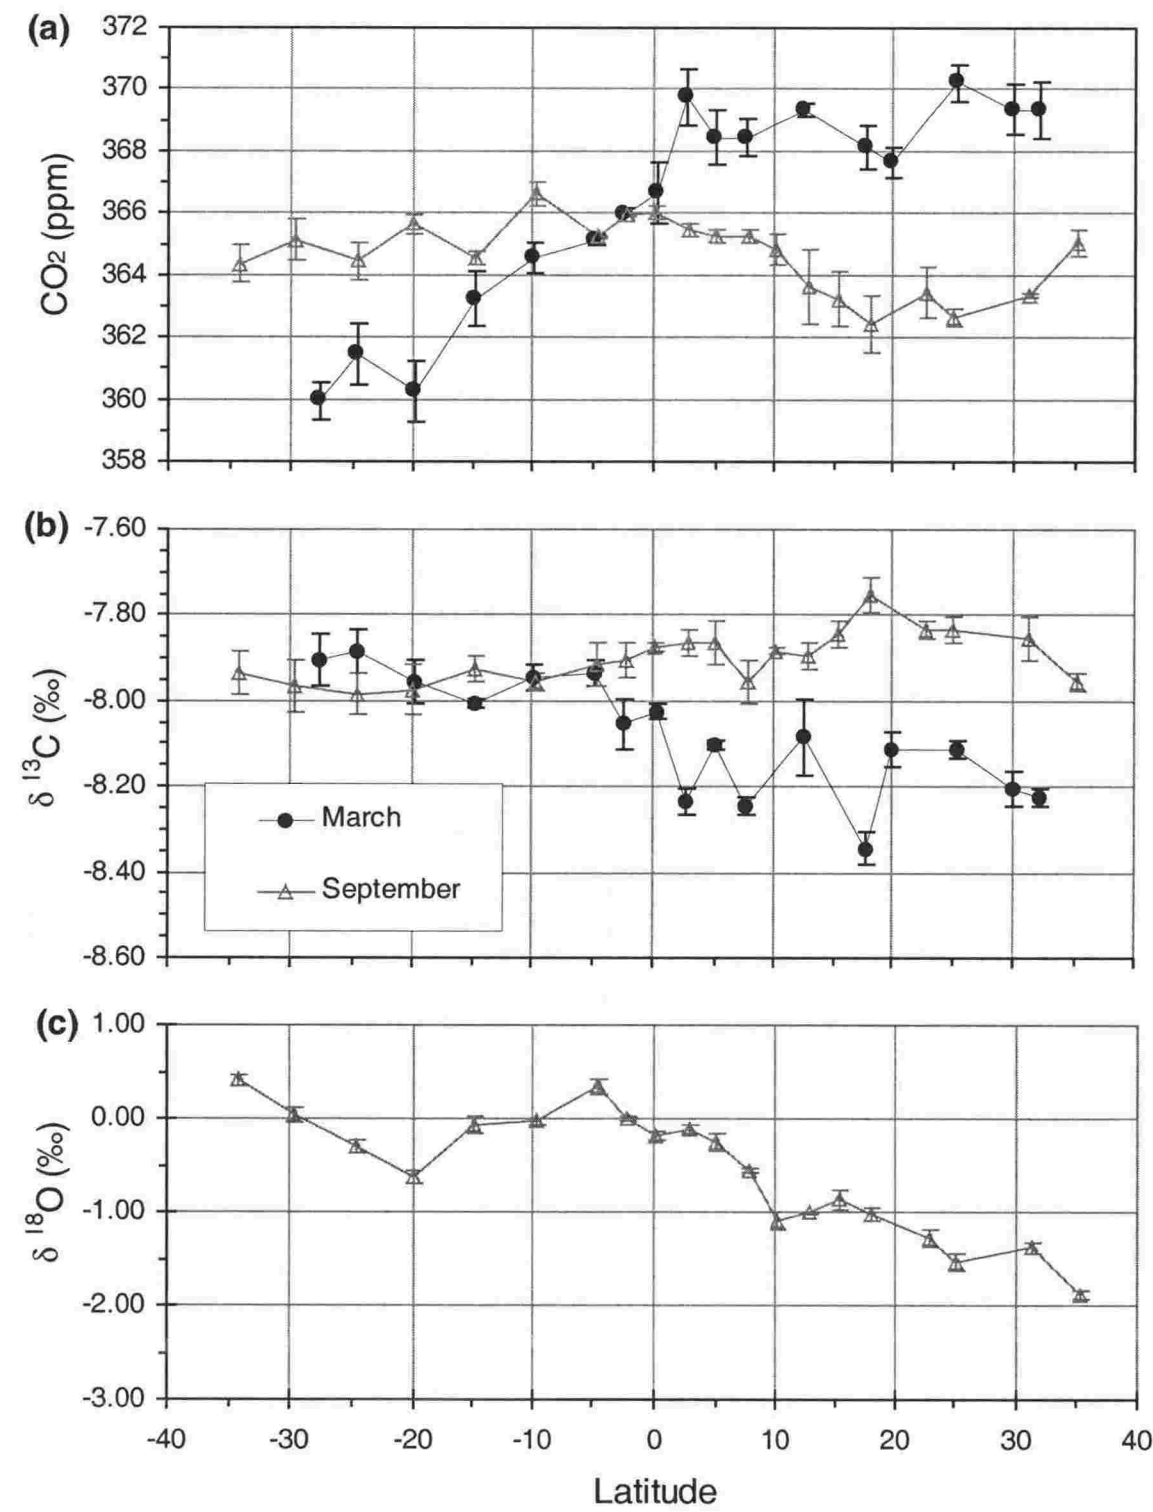 (a)
372
370
368
366
364
362
360
358
CO2 (ppm)
(b)
-7.60
-7.80
-8.00
-8.20
-8.40
-8.60
δ 13C (‰)
March
September
(c)
1.00
0.00
-1.00
-2.00
-3.00
δ 18O (‰)
-40 -30 -20 -10 0 10 20 30 40
Latitude